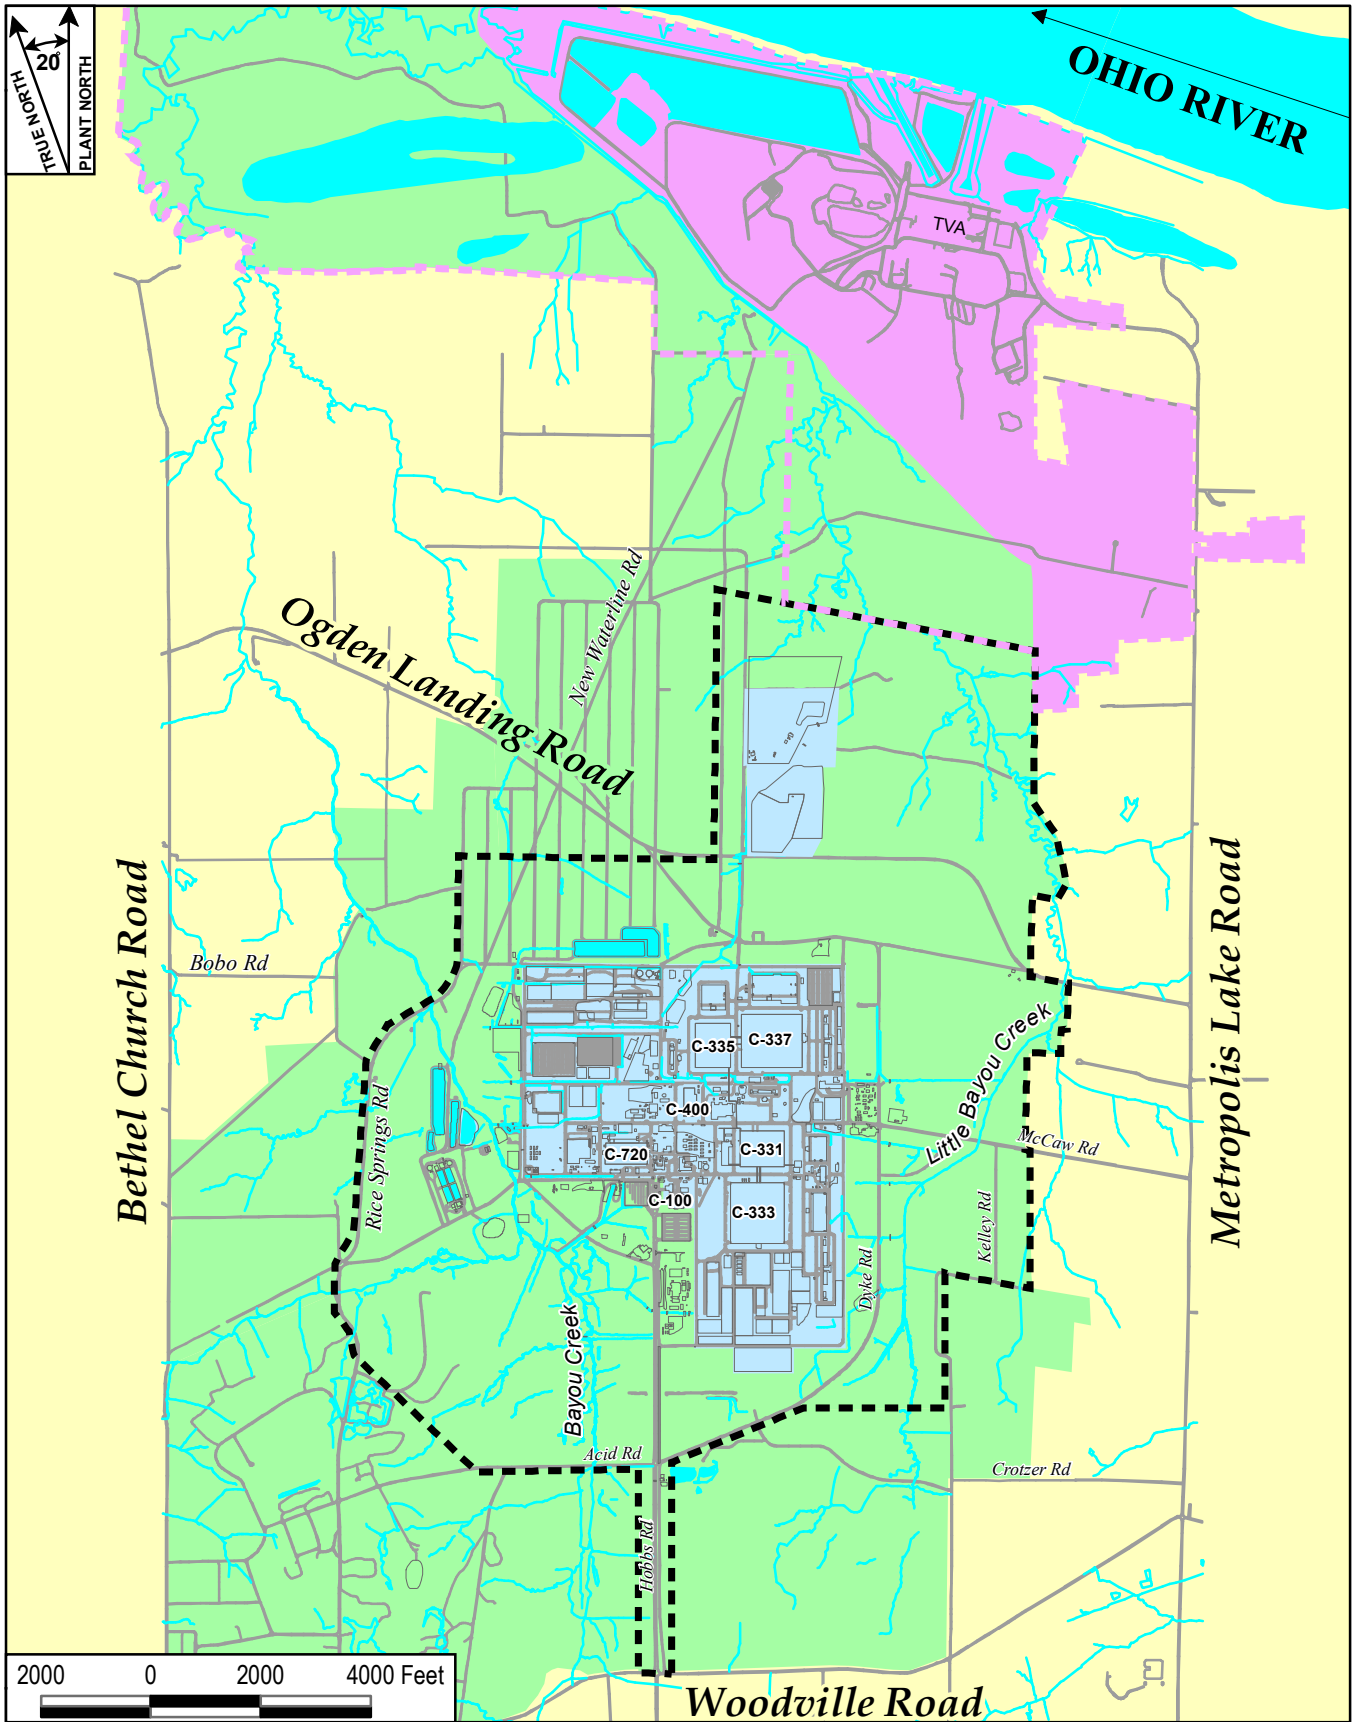 20°
TRUE NORTH
PLANT NORTH
OHIO RIVER
TVA
New Waterline Rd
Ogden Landing Road
Bethel Church Road
Bobo Rd
Metropolis Lake Road
Rice Springs Rd
C-335
C-337
C-400
Little Bayou Creek
McCaw Rd
C-720
C-331
C-100
C-333
Kelley Rd
Dyke Rd
Bayou Creek
Acid Rd
Crotzer Rd
Hobbs Rd
2000 0 2000 4000 Feet
Woodville Road